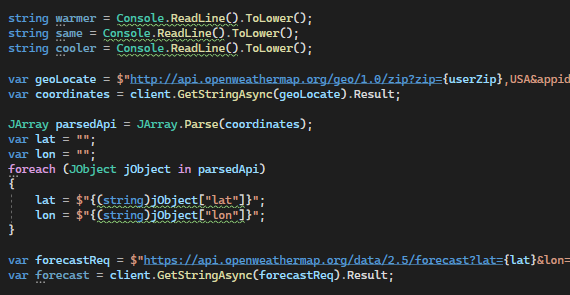 string warmer = Console.ReadLine().ToLower();
string same = Console.ReadLine().ToLower();
string cooler = Console.ReadLine().ToLower();
var geoLocate = $"http://api.openweathermap.org/geo/1.0/zip?zip={userZip},USA&appid
var coordinates = client.GetStringAsync(geoLocate).Result;
JArray parsedApi = JArray.Parse(coordinates);
var lat = "";
var lon = "";
foreach (JObject jObject in parsedApi)
{
lat = $"{(string)jObject["lat"]}";
lon = $"{(string)jObject["lon"]}";
}
var forecastReq = $"https://api.openweathermap.org/data/2.5/forecast?lat={lat}&lon=
var forecast = client.GetStringAsync(forecastReq).Result;